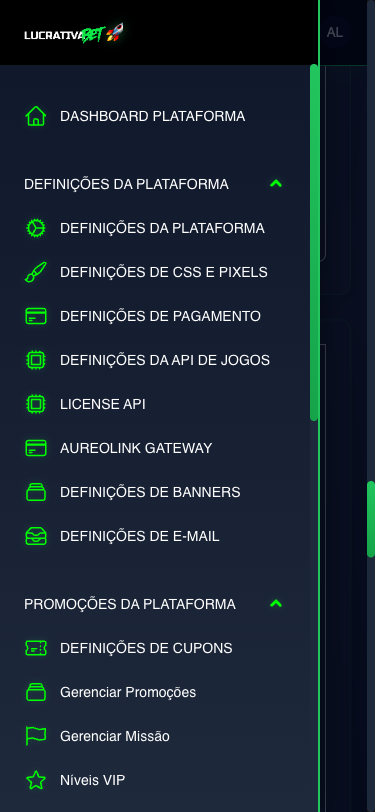 LUCRATIVABET
AL
DASHBOARD PLATAFORMA
DEFINIÇÕES DA PLATAFORMA
DEFINIÇÕES DA PLATAFORMA
DEFINIÇÕES DE CSS E PIXELS
DEFINIÇÕES DE PAGAMENTO
DEFINIÇÕES DA API DE JOGOS
LICENSE API
AUREOLINK GATEWAY
DEFINIÇÕES DE BANNERS
DEFINIÇÕES DE E-MAIL
PROMOÇÕES DA PLATAFORMA
DEFINIÇÕES DE CUPONS
Gerenciar Promoções
Gerenciar Missão
Níveis VIP